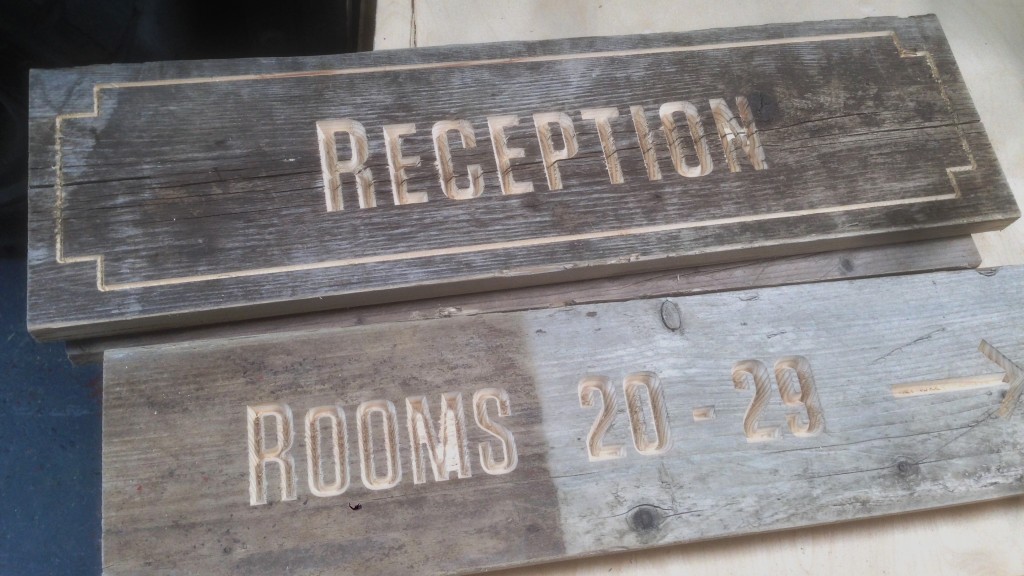 RECEPTION
ROOMS 20 - 29 →